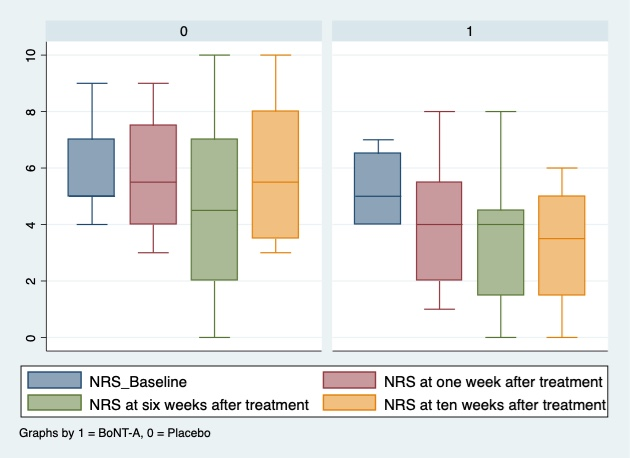 0 1
10
8
6
4
2
0
NRS_Baseline NRS at one week after treatment
NRS at six weeks after treatment NRS at ten weeks after treatment
Graphs by 1 = BoNT-A, 0 = Placebo